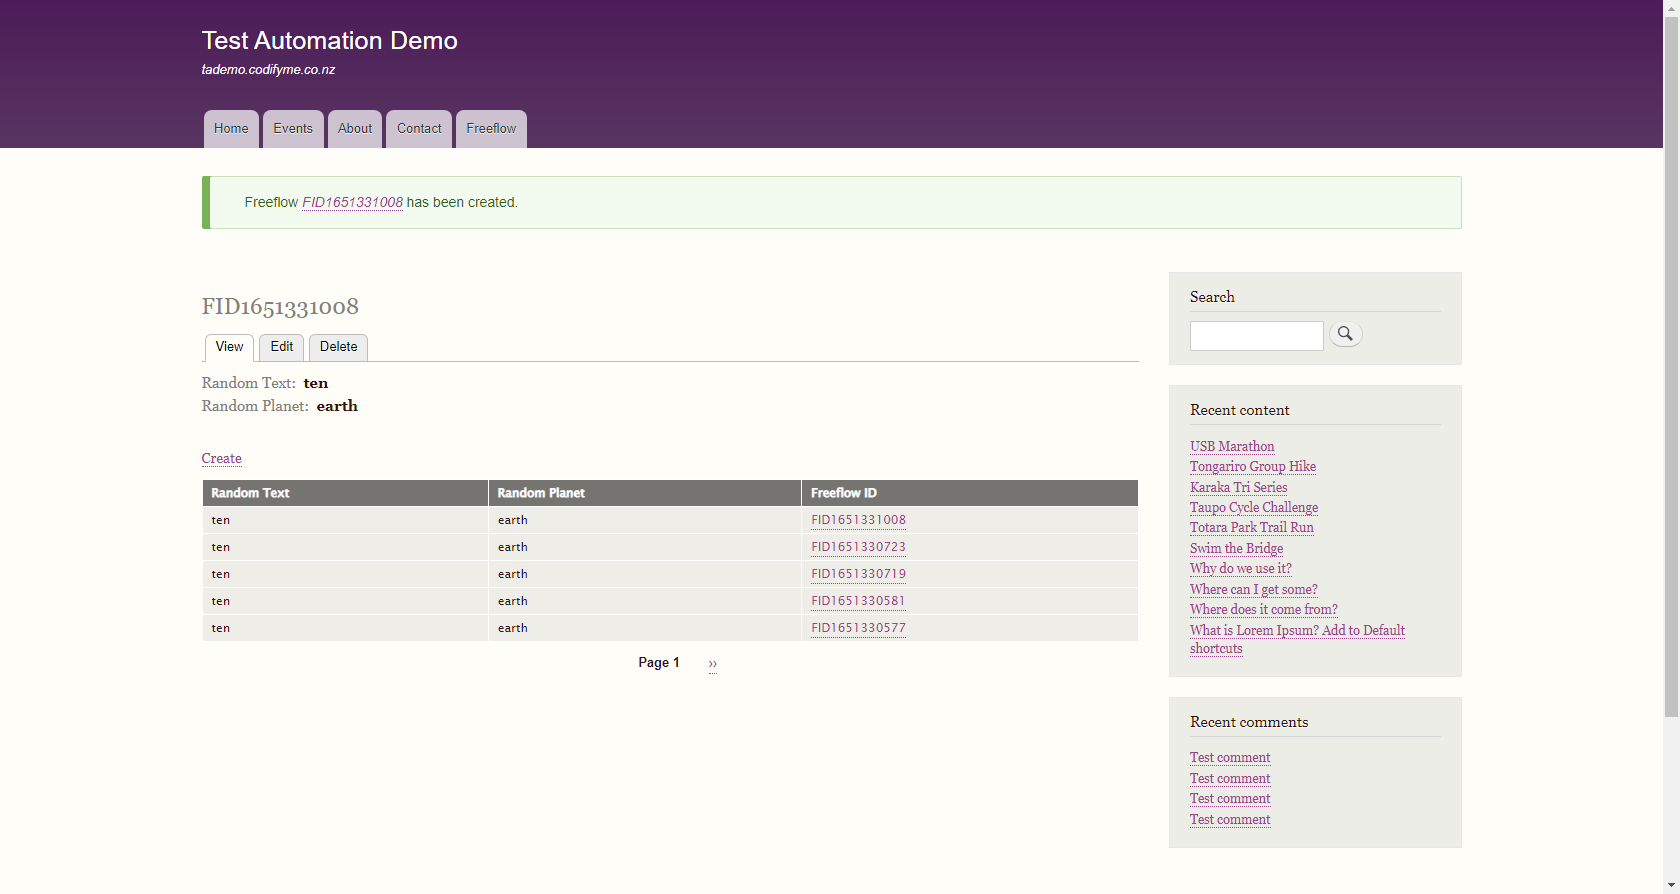 Test Automation Demo
tademo.codifyme.co.nz
Home Events About Contact Freeflow
Freeflow FID1651331008 has been created.
FID1651331008
View Edit Delete
Random Text: ten
Random Planet: earth
Create
Random Text Random Planet Freeflow ID
ten earth FID1651331008
ten earth FID1651330723
ten earth FID1651330719
ten earth FID1651330581
ten earth FID1651330577
Page 1 ››
Search
Recent content
USB Marathon
Tongariro Group Hike
Karaka Tri Series
Taupo Cycle Challenge
Totara Park Trail Run
Swim the Bridge
Why do we use it?
Where can I get some?
Where does it come from?
What is Lorem Ipsum? Add to Default
shortcuts
Recent comments
Test comment
Test comment
Test comment
Test comment